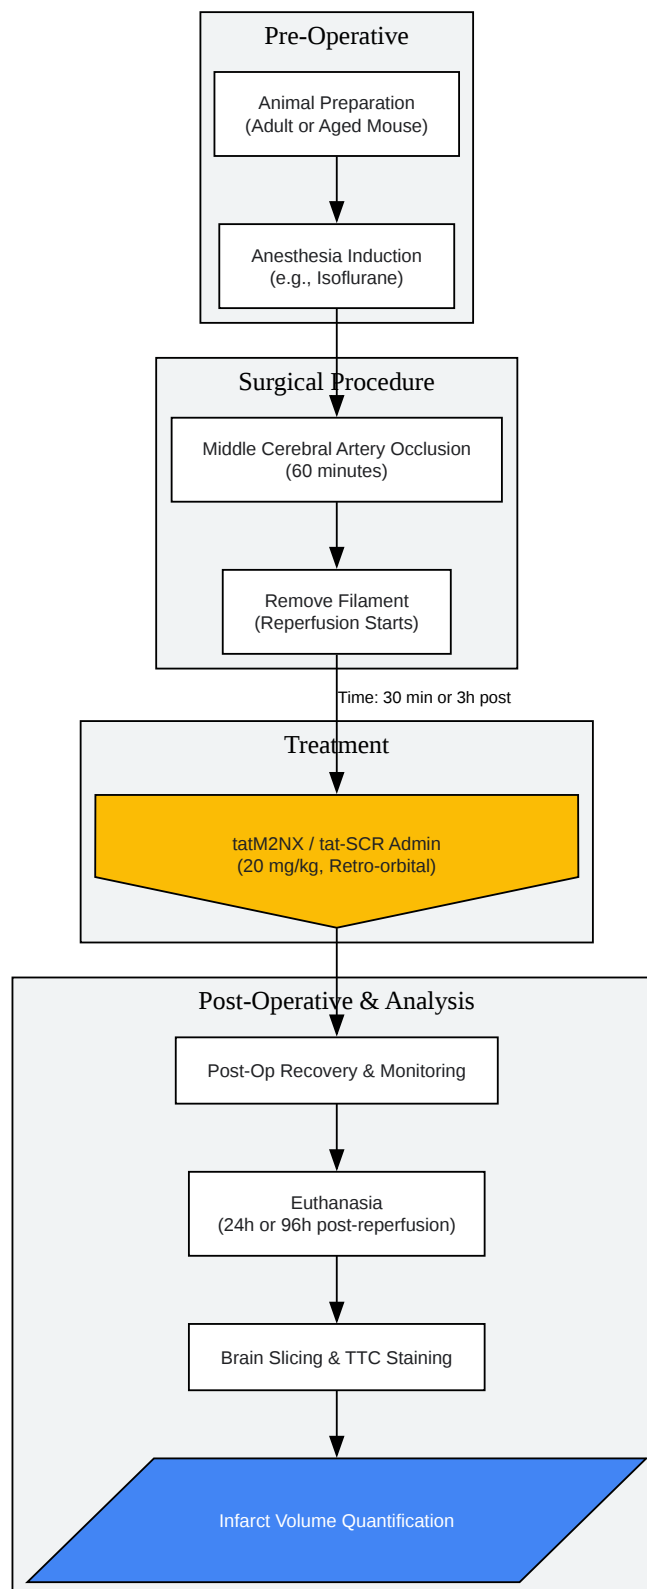 Pre-Operative
Animal Preparation
(Adult or Aged Mouse)
Anesthesia Induction
(e.g., Isoflurane)
Surgical Procedure
Middle Cerebral Artery Occlusion
(60 minutes)
Remove Filament
(Reperfusion Starts)
Time: 30 min or 3h post
Treatment
tatM2NX / tat-SCR Admin
(20 mg/kg, Retro-orbital)
Post-Operative & Analysis
Post-Op Recovery & Monitoring
Euthanasia
(24h or 96h post-reperfusion)
Brain Slicing & TTC Staining
Infarct Volume Quantification